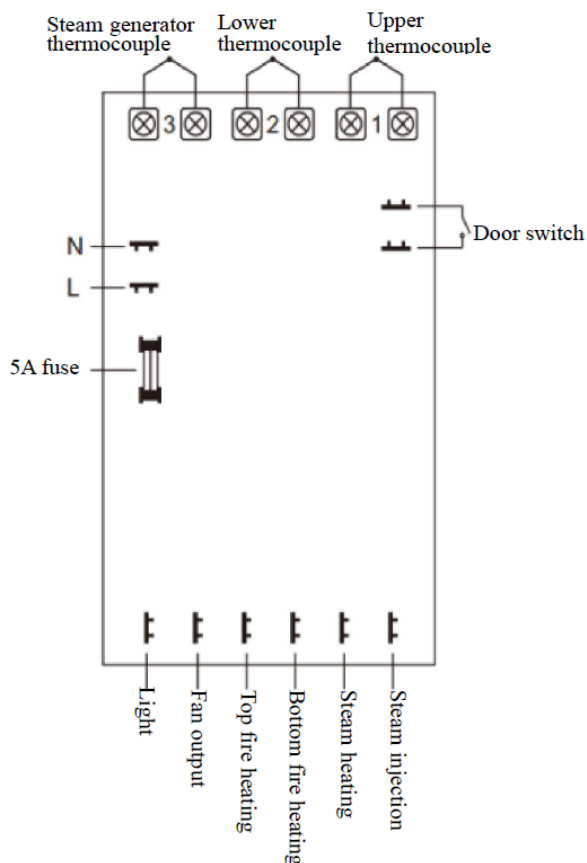 Steam generator
thermocouple
Lower
thermocouple
Upper
thermocouple
3
2
1
Door switch
N
L
5A fuse
Light
Fan output
Top fire heating
Bottom fire heating
Steam heating
Steam injection